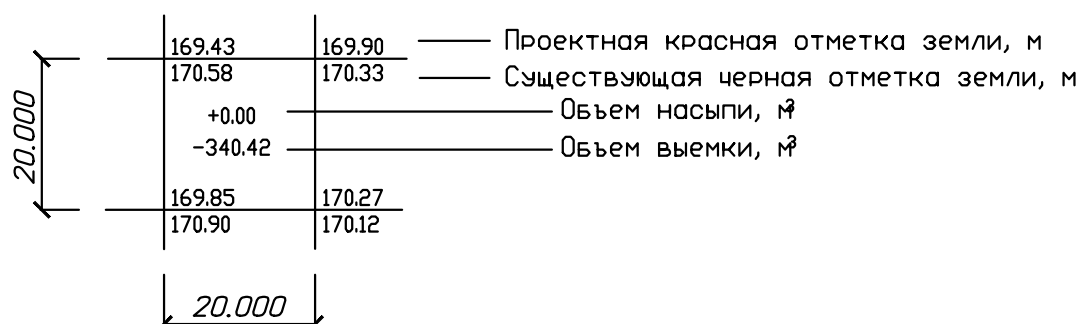 169.43 169.90 Проектная красная отметка земли, м
170.58 170.33 Существующая черная отметка земли, м
+0.00 Объем насыпи, м³
-340.42 Объем выемки, м³
20.000
169.85 170.27
170.90 170.12
20.000